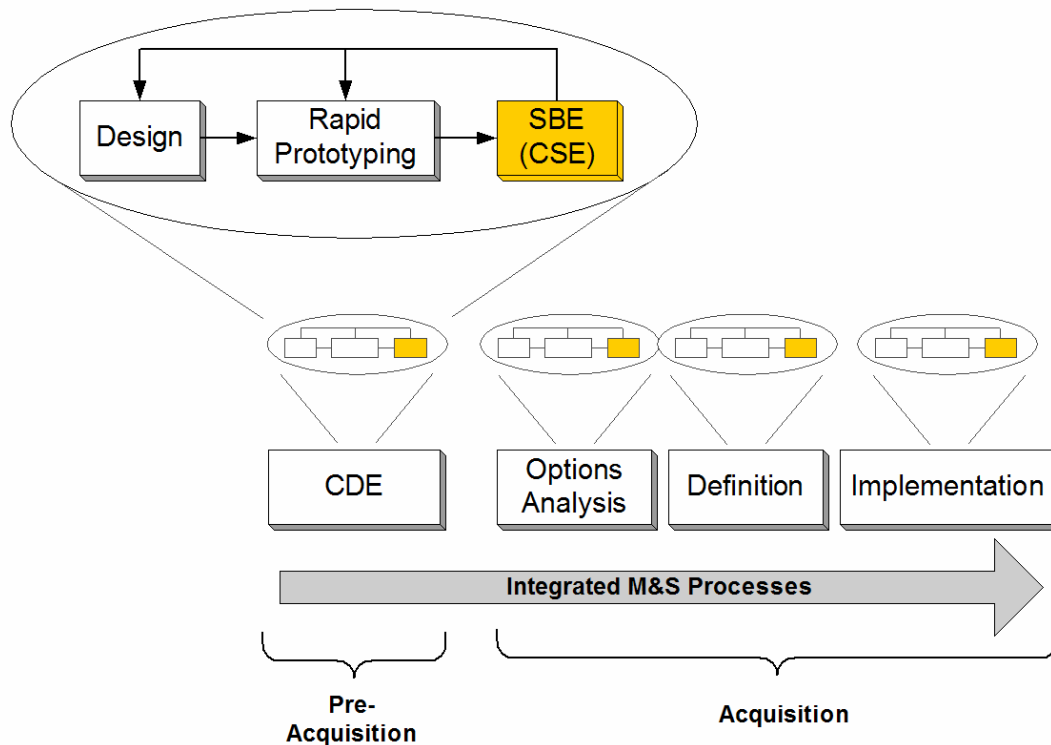 Design
Rapid
Prototyping
SBE
(CSE)
CDE
Options
Analysis
Definition
Implementation
Integrated M&S Processes
Pre-
Acquisition
Acquisition